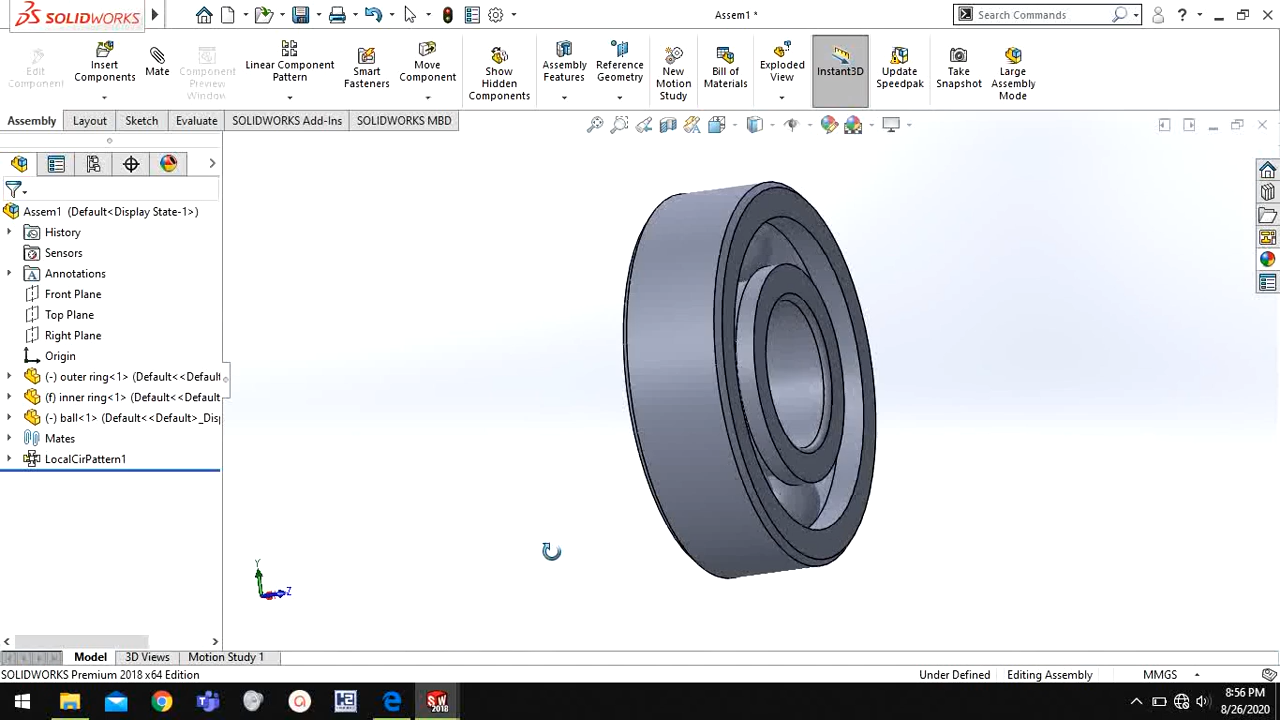 SOLIDWORKS
Assem1 *
Search Commands
?
Edit Component
Insert Components
Mate
Component Preview Window
Linear Component Pattern
Smart Fasteners
Move Component
Show Hidden Components
Assembly Features
Reference Geometry
New Motion Study
Bill of Materials
Exploded View
Instant3D
Update Speedpak
Take Snapshot
Large Assembly Mode
Assembly
Layout
Sketch
Evaluate
SOLIDWORKS Add-Ins
SOLIDWORKS MBD
Assem1 (Default<Display State-1>)
History
Sensors
Annotations
Front Plane
Top Plane
Right Plane
Origin
(-) outer ring<1> (Default<<Default
(f) inner ring<1> (Default<<Default
(-) ball<1> (Default<<Default>_Disp
Mates
LocalCirPattern1
Y
Z
Model
3D Views
Motion Study 1
SOLIDWORKS Premium 2018 x64 Edition
Under Defined
Editing Assembly
MMGS
SW 2018
8:56 PM
8/26/2020